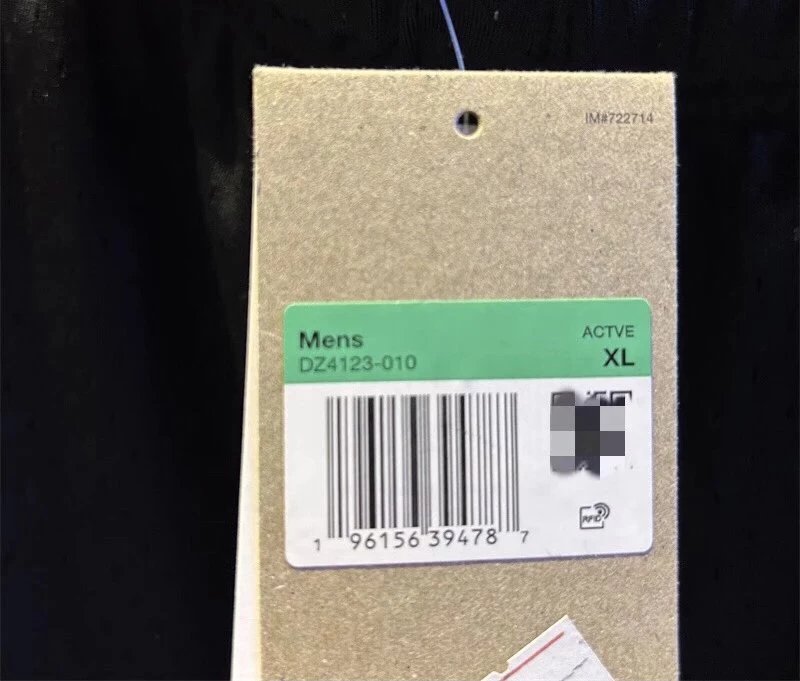 IM#722714
Mens
ACTVE
DZ4123-010
XL
RFID
1 96156 39478 7